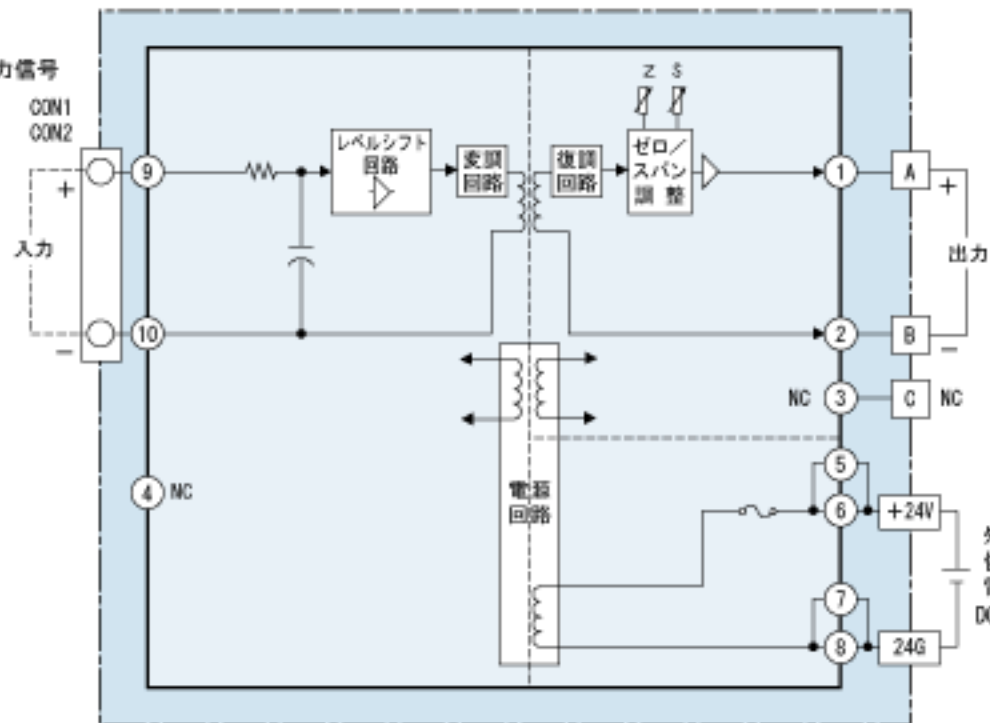 力信号
CON1
CON2
9
レベルシフト
回路
変調
回路
復調
回路
Z S
ゼロ/
スパン
調 整
1
A
+
+
入力
出力
10
2
B
-
-
NC
3
C
NC
4
NC
電源
回路
5
6
+24V
7
8
24G